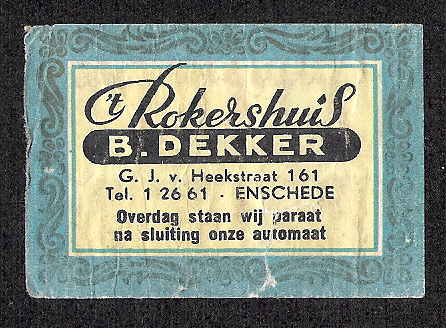 't Rokershuis
B. DEKKER
G. J. v. Heekstraat 161
Tel. 1 26 61 - ENSCHEDE
Overdag staan wij paraat
na sluiting onze automaat